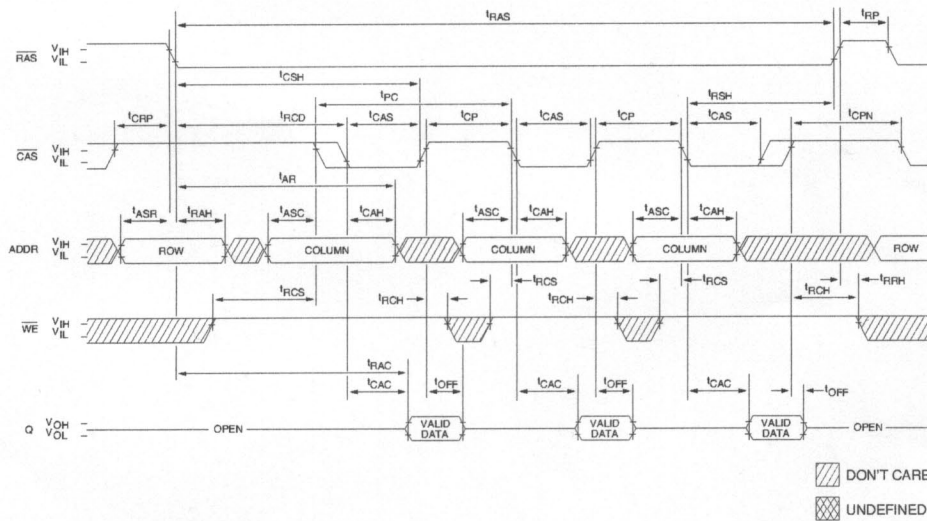 tRAS
tRP
RAS VIH
VIL
tCSH
tPC
tRSH
tCRP
tRCD
tCAS
tCP
tCAS
tCP
tCAS
tCPN
CAS VIH
VIL
tAR
tASR
tRAH
tASC
tCAH
tASC
tCAH
tASC
tCAH
ADDR VIH
VIL
ROW
COLUMN
COLUMN
COLUMN
ROW
tRCS
tRCH
tRCS
tRCH
tRCS
tRCH
tRRH
WE VIH
VIL
tRAC
tCAC
tOFF
tCAC
tOFF
tCAC
tOFF
Q VOH
VOL
OPEN
VALID
DATA
VALID
DATA
VALID
DATA
OPEN
DON'T CARE
UNDEFINED